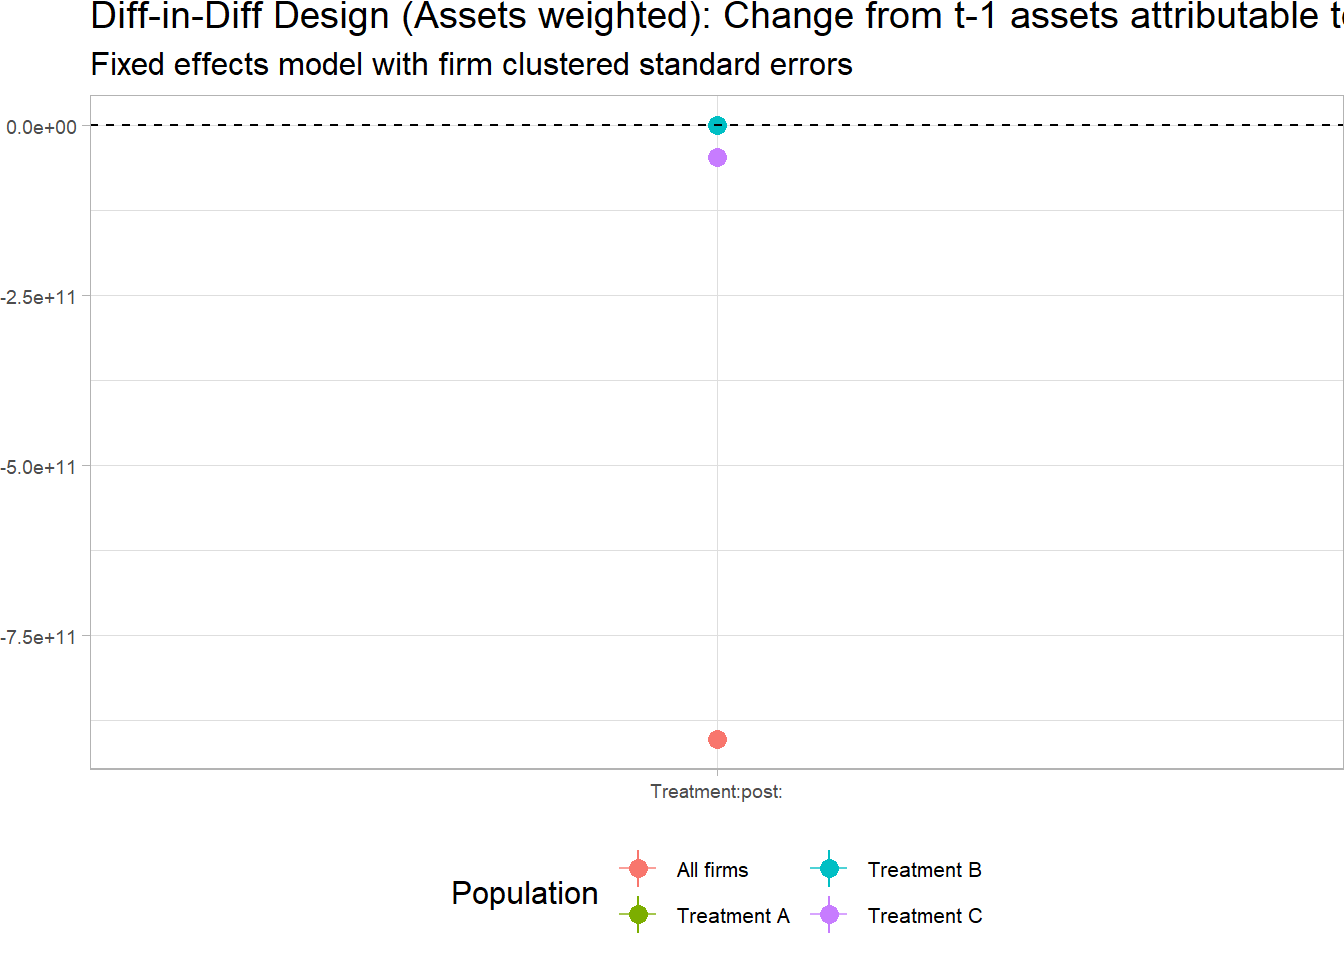 Diff-in-Diff Design (Assets weighted): Change from t-1 assets attributable
Fixed effects model with firm clustered standard errors
0.0e+00
-2.5e+11
-5.0e+11
-7.5e+11
Treatment:post:
Population
All firms
Treatment B
Treatment A
Treatment C